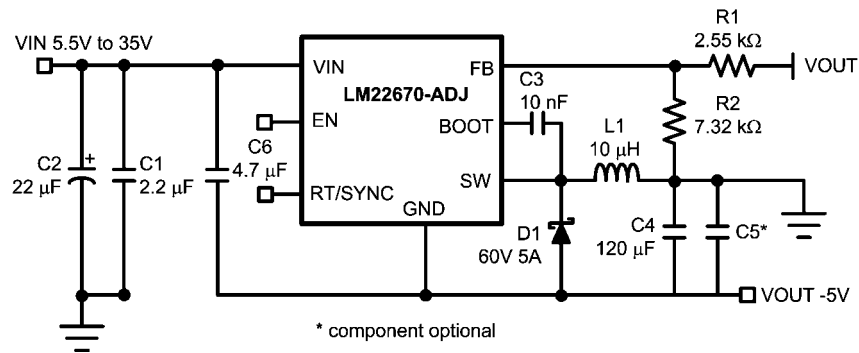 VIN 5.5V to 35V
VIN
FB
LM22670-ADJ
EN
BOOT
RT/SYNC
SW
GND
C2
+
22 μF
C1
2.2 μF
C6
4.7 μF
C3
10 nF
R1
2.55 kΩ
VOUT
R2
7.32 kΩ
L1
10 μH
D1
60V 5A
C4
120 μF
C5*
VOUT -5V
* component optional